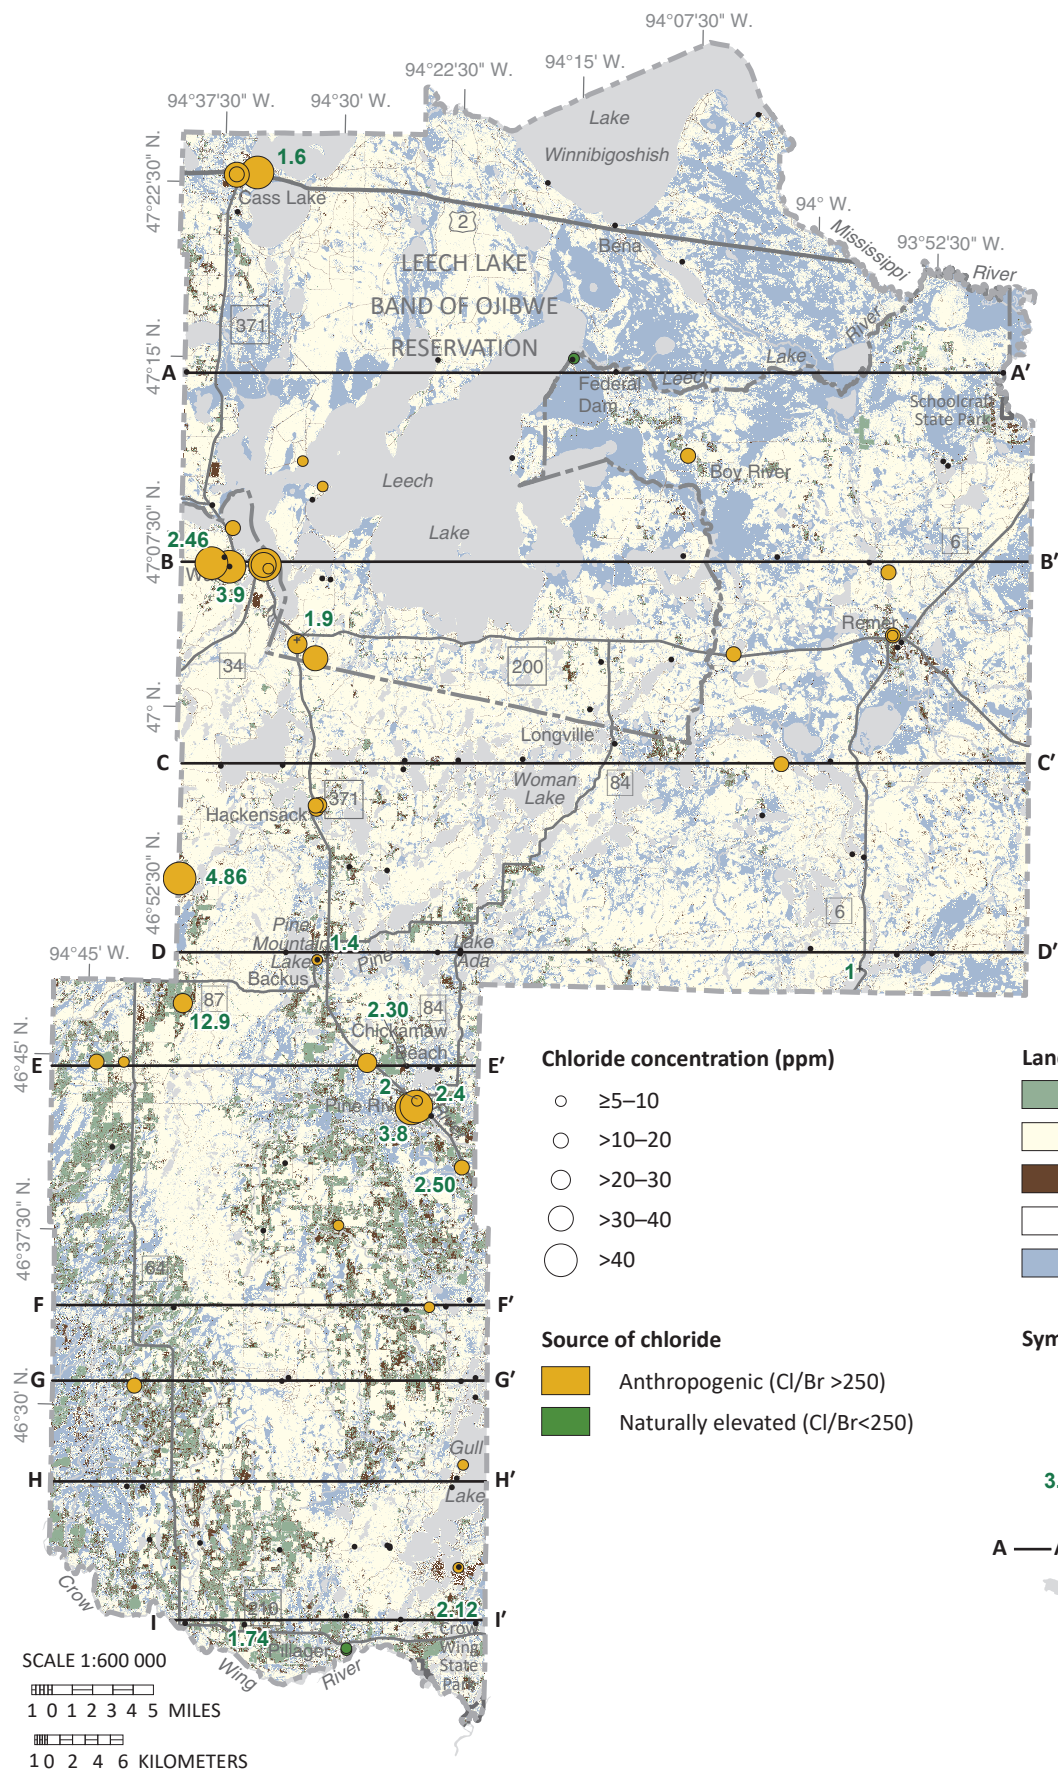 94°07'30" W.
94°15' W.
94°22'30" W.
94°37'30" W.
94°30' W.
Lake
Winnibigoshish
47°22'30" N.
1.6
Cass Lake
94° W.
2
Bena
Mississippi
River
93°52'30" W.
LEECH LAKE
BAND OF OJIBWE
RESERVATION
371
River
Lake
Leech
47°15' N.
A
A'
Federal
Dam
Schoolcraft
State Park
Boy River
Leech
Lake
47°07'30" N.
2.46
B
B'
6
W
3.9
1.9
Remer
34
200
47° N.
Longville
C
C'
Woman
Lake
84
371
Hackensack
46°52'30" N.
4.86
6
Pine
Mountain
Lake
1.4
Pine
Lake
Ada
94°45' W.
D
D'
Backus
1
87
12.9
2.30
84
Chickamaw
Beach
46°45' N.
E
E'
2
2.4
Pine River
3.8
2.50
46°37'30" N.
64
F
F'
G
G'
46°30' N.
Gull
Lake
H
H'
Crow
I
I'
210
2.12
1.74
Pillager
Crow
Wing
State
Park
Wing
River
Chloride concentration (ppm)
≥5–10
>10–20
>20–30
>30–40
>40
Source of chloride
Anthropogenic (Cl/Br >250)
Naturally elevated (Cl/Br<250)
Lan
Sym
3.
A
SCALE 1:600 000
1 0 1 2 3 4 5 MILES
1 0 2 4 6 KILOMETERS